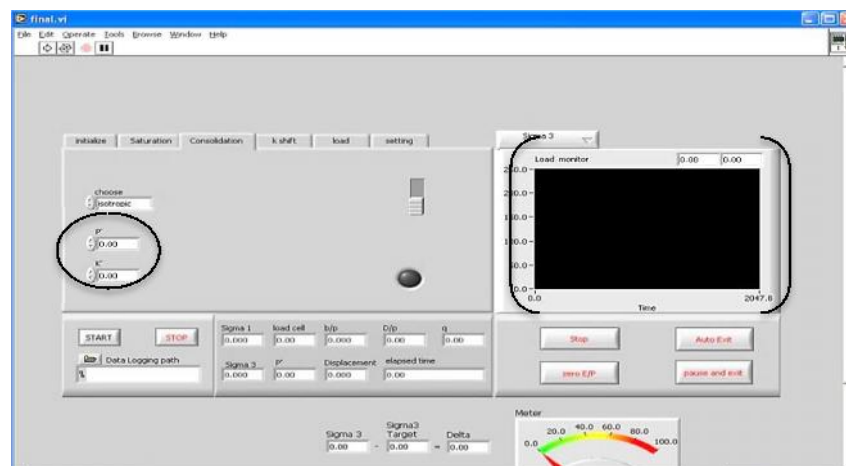 final.vi
File Edit Operate Tools Browse Window Help
initialize Saturation Consolidation k shift load setting
Sigma 3
Load monitor 0.00 0.00
choose
isotropic
P'
0.00
K'
0.00
0.0 2047.8
Time
START STOP
Data Logging path
%
Sigma 1 load cell b/p D/p q
0.000 0.00 0.000 0.00 0.00
Sigma 3 P' Displacement elapsed time
0.000 0.00 0.000 0.00
Stop Auto Exit
zero E/P pause and exit
Sigma 3 Sigma3 Target Delta
0.00 - 0.00 = 0.00
Meter
0.0 20.0 40.0 60.0 80.0 100.0